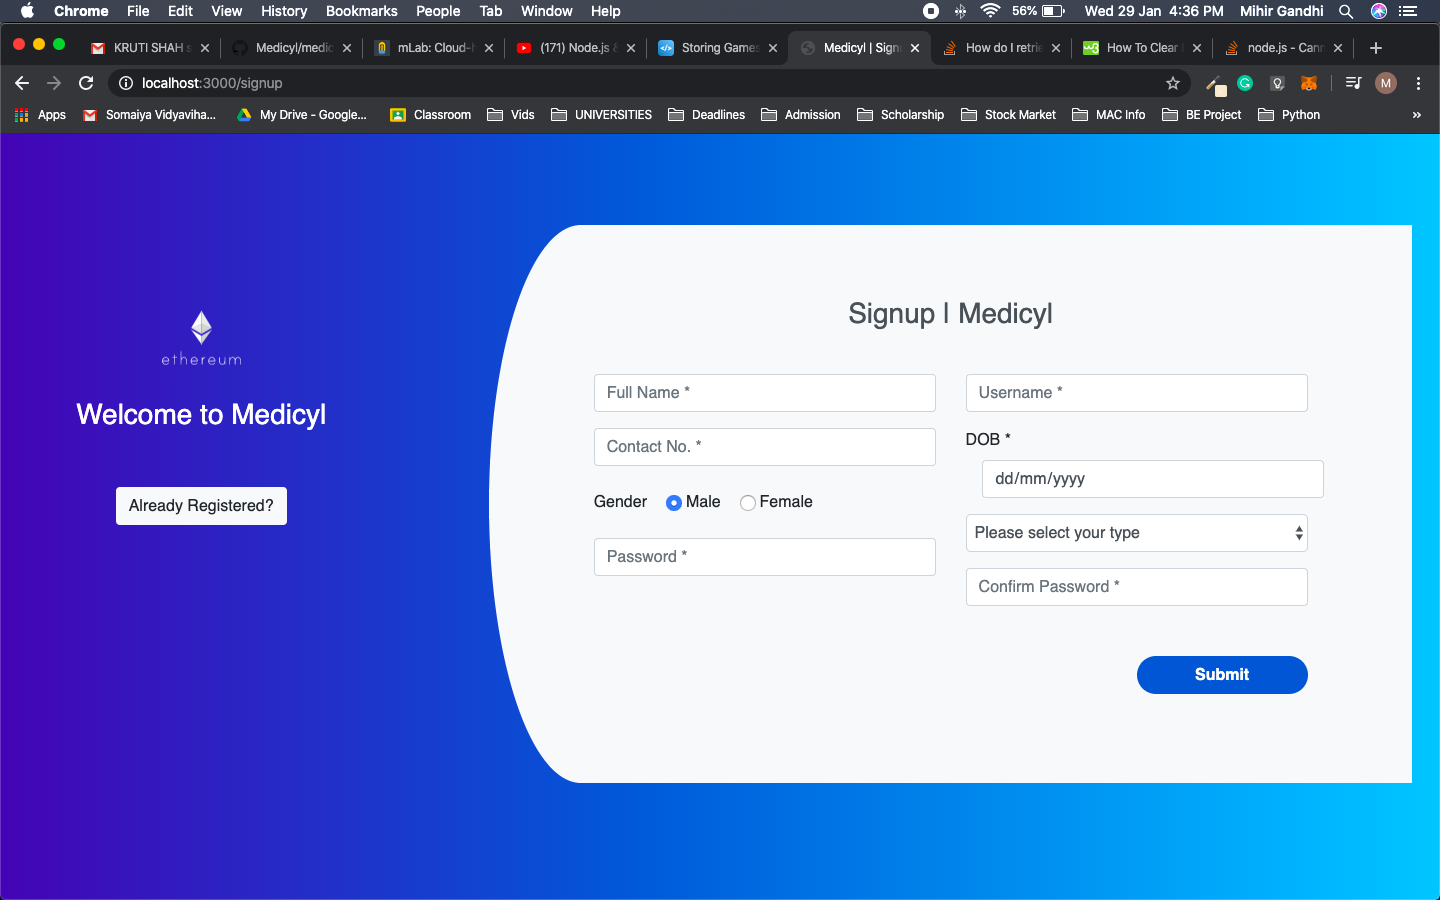 Chrome File Edit View History Bookmarks People Tab Window Help 56% Wed 29 Jan 4:36 PM Mihir Gandhi
KRUTI SHAH Medicyl/medic mLab: Cloud- (171) Node.js & Storing Games Medicyl | Sign How do I retrie How To Clear node.js - Cann
localhost:3000/signup M
Apps Somaiya Vidyaviha... My Drive - Google... Classroom Vids UNIVERSITIES Deadlines Admission Scholarship Stock Market MAC Info BE Project Python »
ethereum
Welcome to Medicyl
Already Registered?
Signup | Medicyl
Full Name *
Username *
Contact No. *
DOB *
dd/mm/yyyy
Gender Male Female
Please select your type
Password *
Confirm Password *
Submit